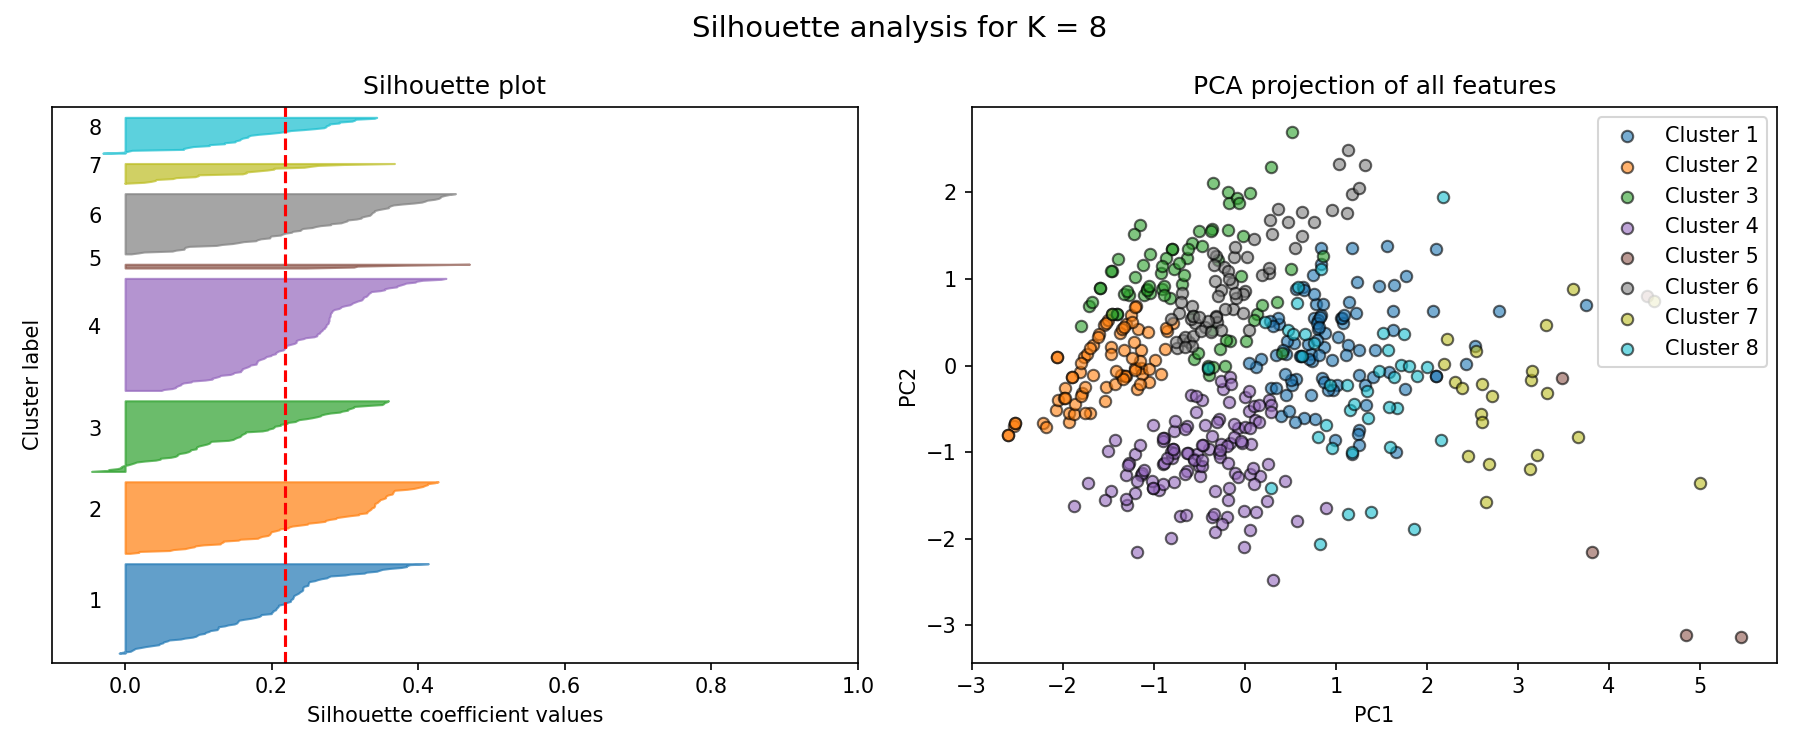 Silhouette analysis for K = 8
Silhouette plot
8
7
6
5
4
3
2
1
Cluster label
0.0 0.2 0.4 0.6 0.8 1.0
Silhouette coefficient values
PCA projection of all features
Cluster 1
Cluster 2
Cluster 3
Cluster 4
Cluster 5
Cluster 6
Cluster 7
Cluster 8
2
1
0
−1
−2
−3
PC2
−3 −2 −1 0 1 2 3 4 5
PC1